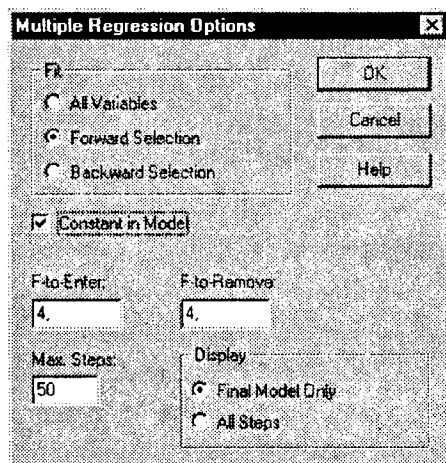 Multiple Regression Options
Fit
All Variables
Forward Selection
Backward Selection
OK
Cancel
Help
Constant in Model
F-to-Enter:
4,
F-to-Remove:
4,
Max. Steps:
50
Display
Final Model Only
All Steps